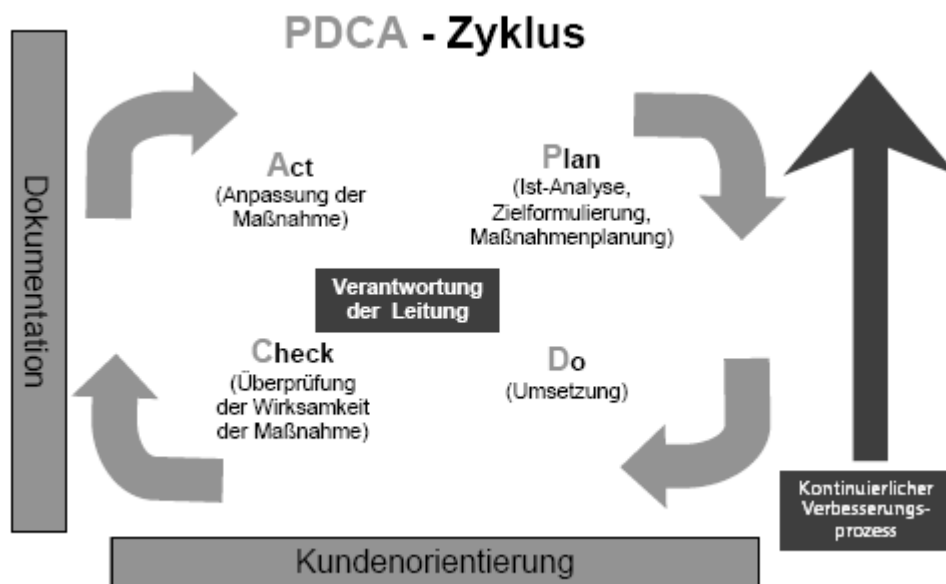 PDCA - Zyklus
Dokumentation
Act
(Anpassung der
Maßnahme)
Plan
(Ist-Analyse,
Zielformulierung,
Maßnahmenplanung)
Verantwortung
der Leitung
Check
(Überprüfung
der Wirksamkeit
der Maßnahme)
Do
(Umsetzung)
Kontinuierlicher
Verbesserungs-
prozess
Kundenorientierung